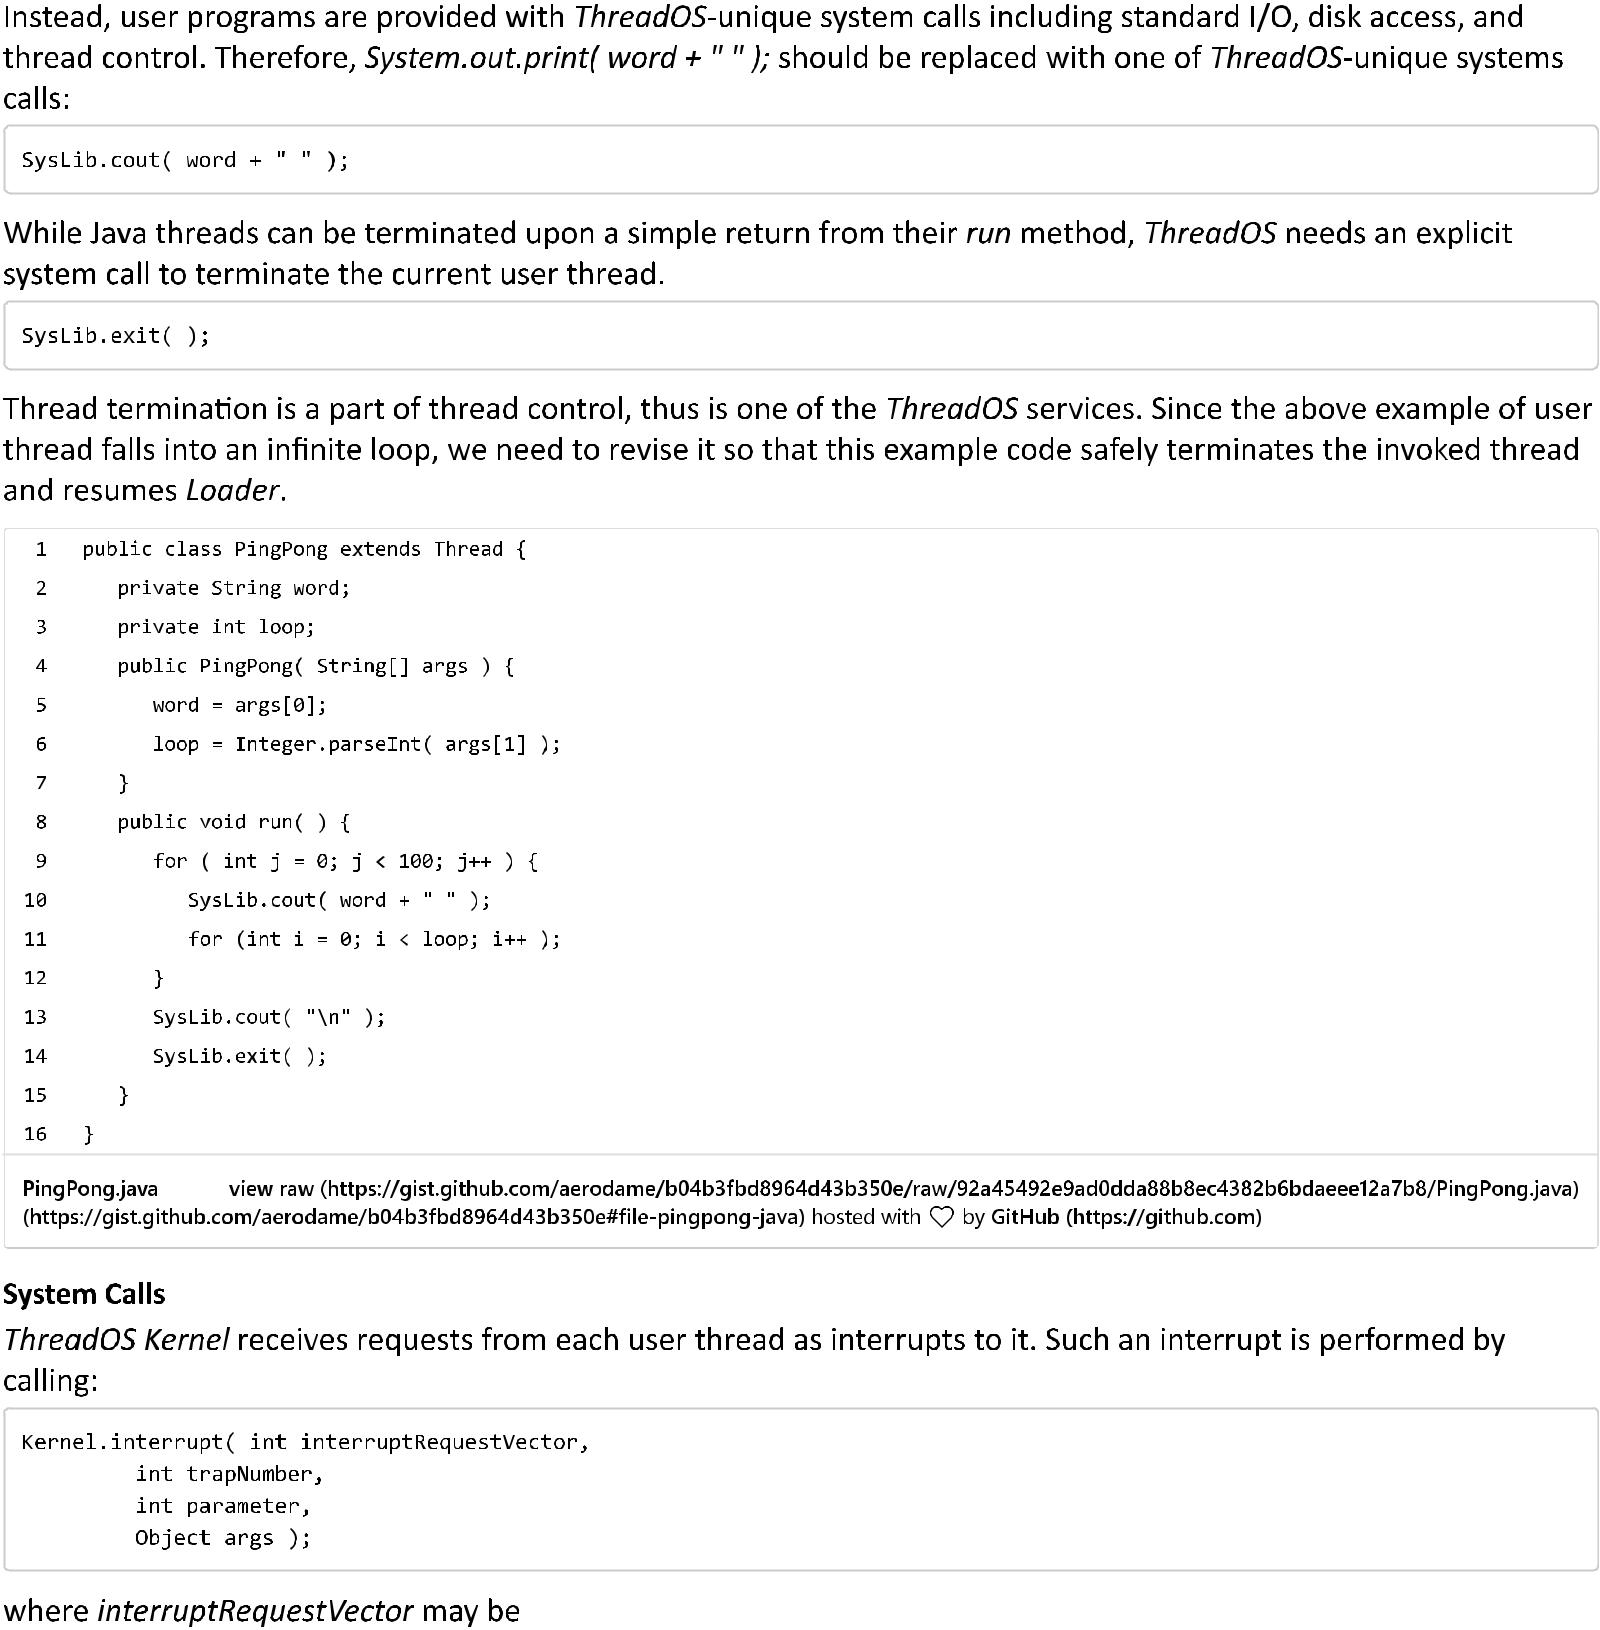 Instead, user programs are provided with ThreadOS-unique system calls including standard I/O, disk access, and
thread control. Therefore, System.out.print( word + " " ); should be replaced with one of ThreadOS-unique systems
calls:
SysLib.cout( word + " " );
While Java threads can be terminated upon a simple return from their run method, ThreadOS needs an explicit
system call to terminate the current user thread.
SysLib.exit( );
Thread termination is a part of thread control, thus is one of the ThreadOS services. Since the above example of user
thread falls into an infinite loop, we need to revise it so that this example code safely terminates the invoked thread
and resumes Loader.
1 public class PingPong extends Thread {
2 private String word;
3 private int loop;
4 public PingPong( String[] args ) {
5 word = args[0];
6 loop = Integer.parseInt( args[1] );
7 }
8 public void run( ) {
9 for ( int j = 0; j < 100; j++ ) {
10 SysLib.cout( word + " " );
11 for (int i = 0; i < loop; i++ );
12 }
13 SysLib.cout( "\n" );
14 SysLib.exit( );
15 }
16 }
PingPong.java view raw (https://gist.github.com/aerodame/b04b3fbd8964d43b350e/raw/92a45492e9ad0dda88b8ec4382b6bdaeee12a7b8/PingPong.java)
(https://gist.github.com/aerodame/b04b3fbd8964d43b350e#file-pingpong-java) hosted with ♡ by GitHub (https://github.com)
System Calls
ThreadOS Kernel receives requests from each user thread as interrupts to it. Such an interrupt is performed by
calling:
Kernel.interrupt( int interruptRequestVector,
int trapNumber,
int parameter,
Object args );
where interruptRequestVector may be